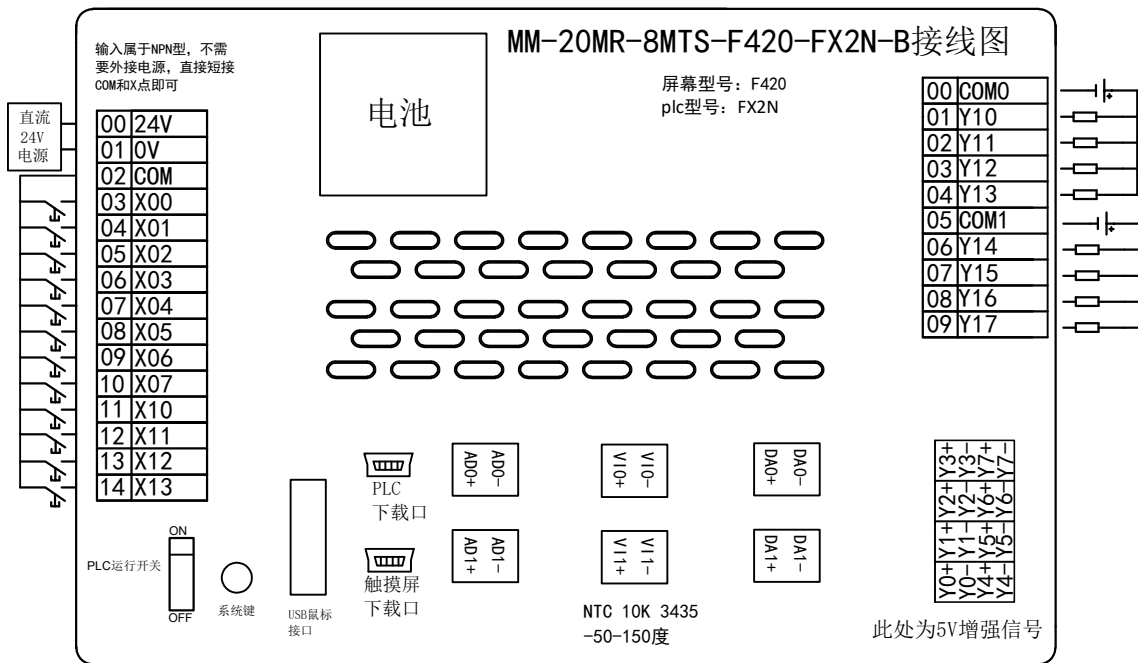 MM-20MR-8MTS-F420-FX2N-B接线图
输入属于NPN型，不需
要外接电源，直接短接
COM和X点即可
电池
屏幕型号：F420
plc型号：FX2N
直流
24V
电源
00 24V
01 0V
02 COM
03 X00
04 X01
05 X02
06 X03
07 X04
08 X05
09 X06
10 X07
11 X10
12 X11
13 X12
14 X13
00 COM0
01 Y10
02 Y11
03 Y12
04 Y13
05 COM1
06 Y14
07 Y15
08 Y16
09 Y17
ON
PLC运行开关
OFF
系统键
USB鼠标
接口
PLC
下载口
触摸屏
下载口
AD0+
AD0-
VI0+
VI0-
DA0+
DA0-
AD1+
AD1-
VI1+
VI1-
DA1+
DA1-
NTC 10K 3435
-50-150度
Y0+ Y1+ Y2+ Y3+
Y0- Y1- Y2- Y3-
Y4+ Y5+ Y6+ Y7+
Y4- Y5- Y6- Y7-
此处为5V增强信号